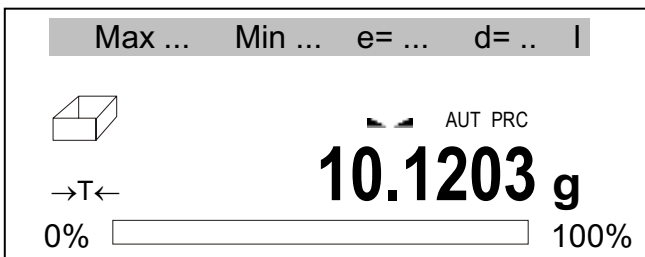 Max ... Min ... e= ... d= .. I
AUT PRC
→T← 10.1203 g
0% 100%